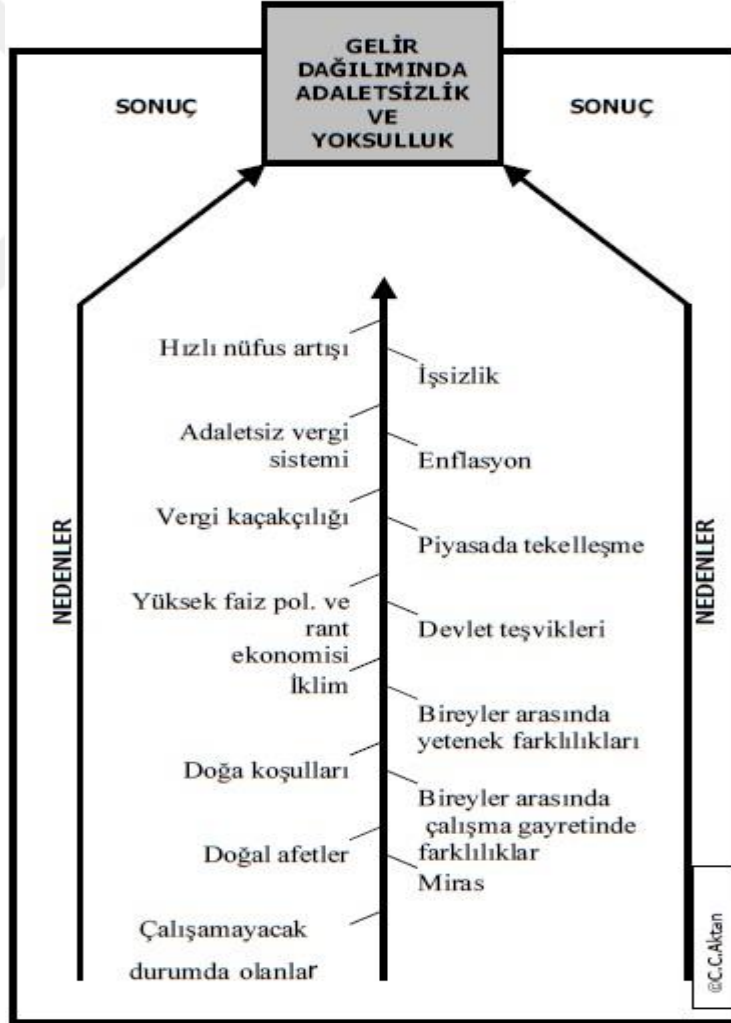 GELİR
DAĞILIMINDA
ADALETSİZLİK
VE
YOKSULLUK
SONUÇ
SONUÇ
NEDENLER
Hızlı nüfus artışı
Adaletsiz vergi
sistemi
Vergi kaçakçılığı
Yüksek faiz pol. ve
rant
ekonomisi
İklim
Doğa koşulları
Doğal afetler
Çalışamayacak
durumda olanlar
İşsizlik
Enflasyon
Piyasada tekelleşme
Devlet teşvikleri
Bireyler arasında
yetenek farklılıkları
Bireyler arasında
çalışma gayretinde
farklılıklar
Miras
NEDENLER
©C.C.Aktan